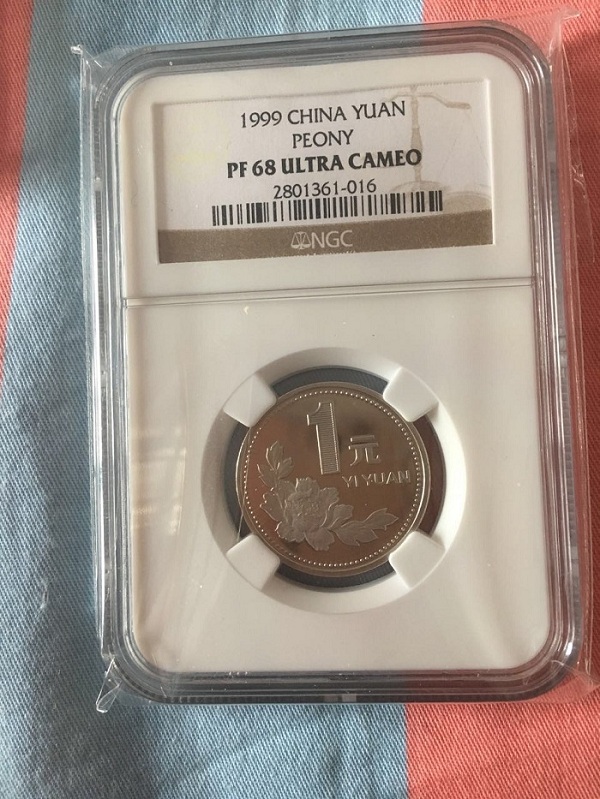 1999 CHINA YUAN
PEONY
PF 68 ULTRA CAMEO
2801361-016
NGC
1元
YI YUAN